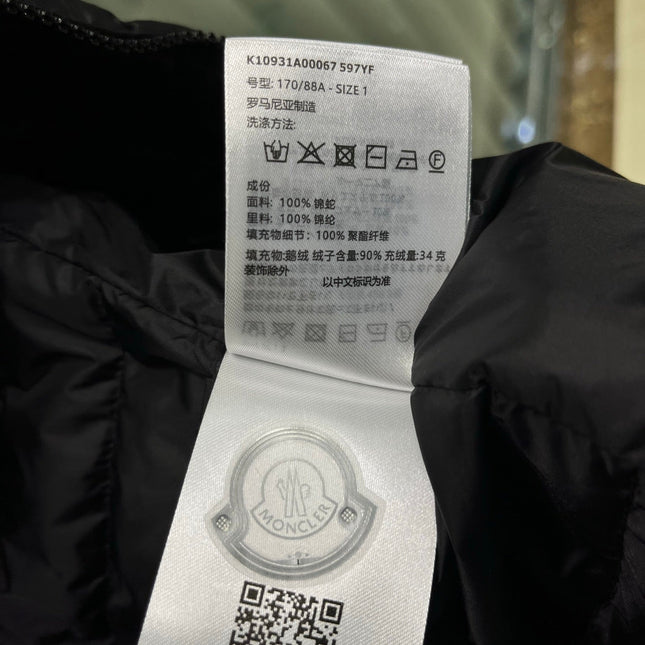 K10931A00067 597YF
号型: 170/88A - SIZE 1
罗马尼亚制造
洗涤方法:
成份
面料: 100% 锦蛇
里料: 100% 锦纶
填充物细节: 100% 聚酯纤维
填充物:鹅绒 绒子含量:90% 充绒量:34 克
装饰除外
以中文标识为准
MONCLER